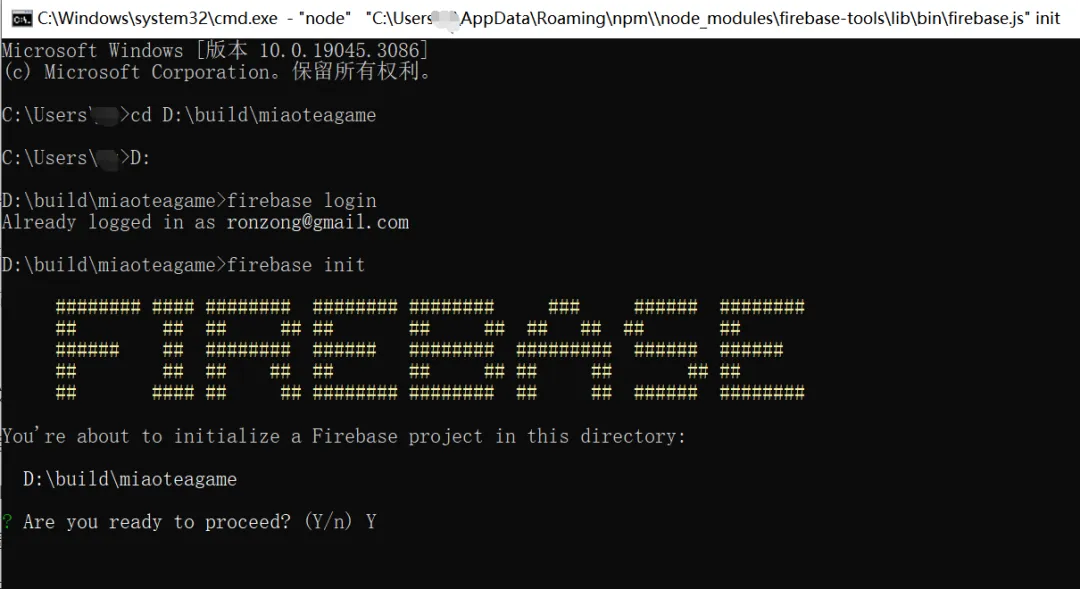 C:\Windows\system32\cmd.exe - "node" "C:\Users\AppData\Roaming\npm\\node_modules\firebase-tools\lib\bin\firebase.js" init
Microsoft Windows [版本 10.0.19045.3086]
(c) Microsoft Corporation。保留所有权利。
C:\Users\>cd D:\build\miaoteagame
C:\Users\>D:
D:\build\miaoteagame>firebase login
Already logged in as ronzong@gmail.com
D:\build\miaoteagame>firebase init
FIREBASE
You're about to initialize a Firebase project in this directory:
D:\build\miaoteagame
? Are you ready to proceed? (Y/n) Y